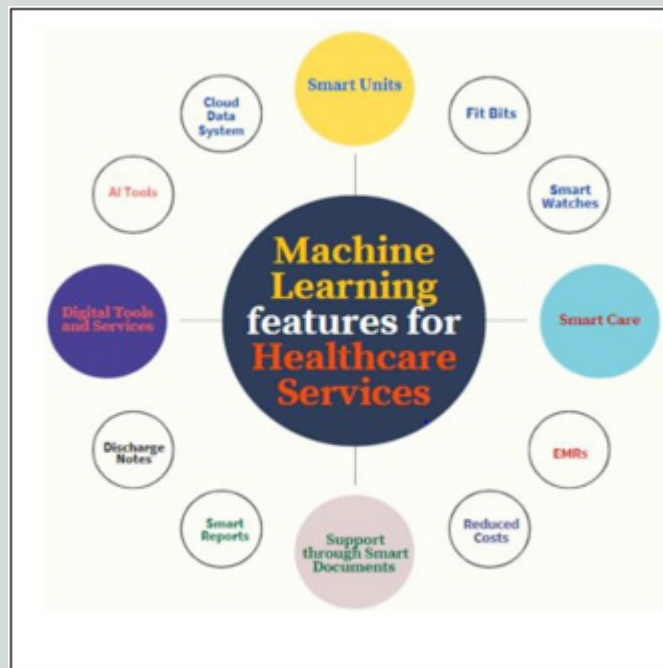 Smart Units
Cloud
Data
System
Fit Bits
AI Tools
Smart
Watches
Machine
Learning
features for
Healthcare
Services
Digital Tools
and Services
Smart Care
Discharge
Notes
EMRs
Smart
Reports
Support
through Smart
Documents
Reduced
Costs